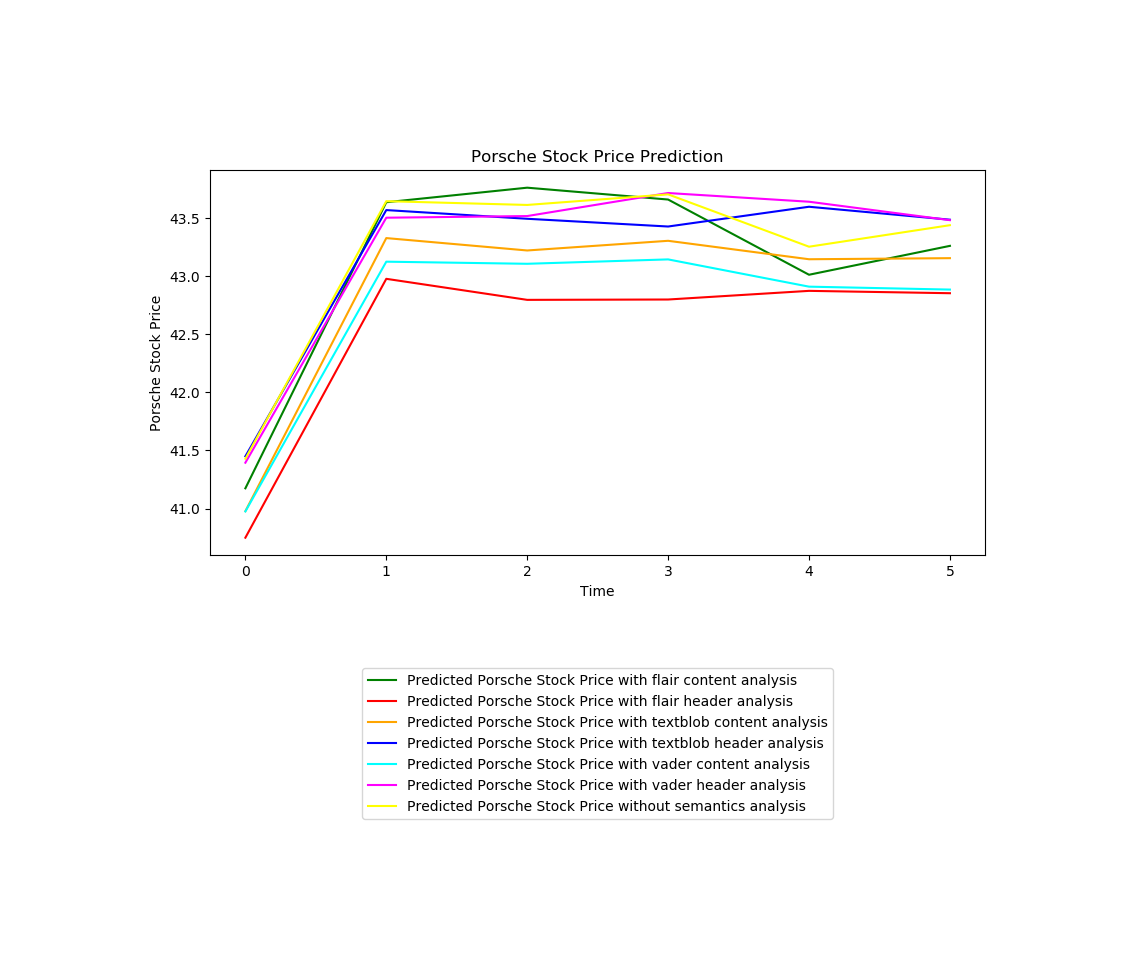 Porsche Stock Price Prediction
Porsche Stock Price
43.5
43.0
42.5
42.0
41.5
41.0
0 1 2 3 4 5
Time
Predicted Porsche Stock Price with flair content analysis
Predicted Porsche Stock Price with flair header analysis
Predicted Porsche Stock Price with textblob content analysis
Predicted Porsche Stock Price with textblob header analysis
Predicted Porsche Stock Price with vader content analysis
Predicted Porsche Stock Price with vader header analysis
Predicted Porsche Stock Price without semantics analysis